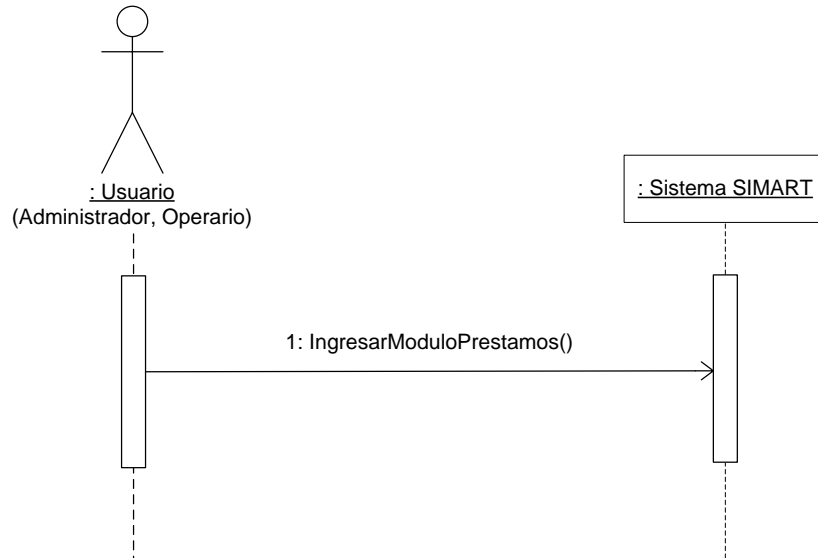 : Usuario
(Administrador, Operario)
: Sistema SIMART
1: IngresarModuloPrestamos()